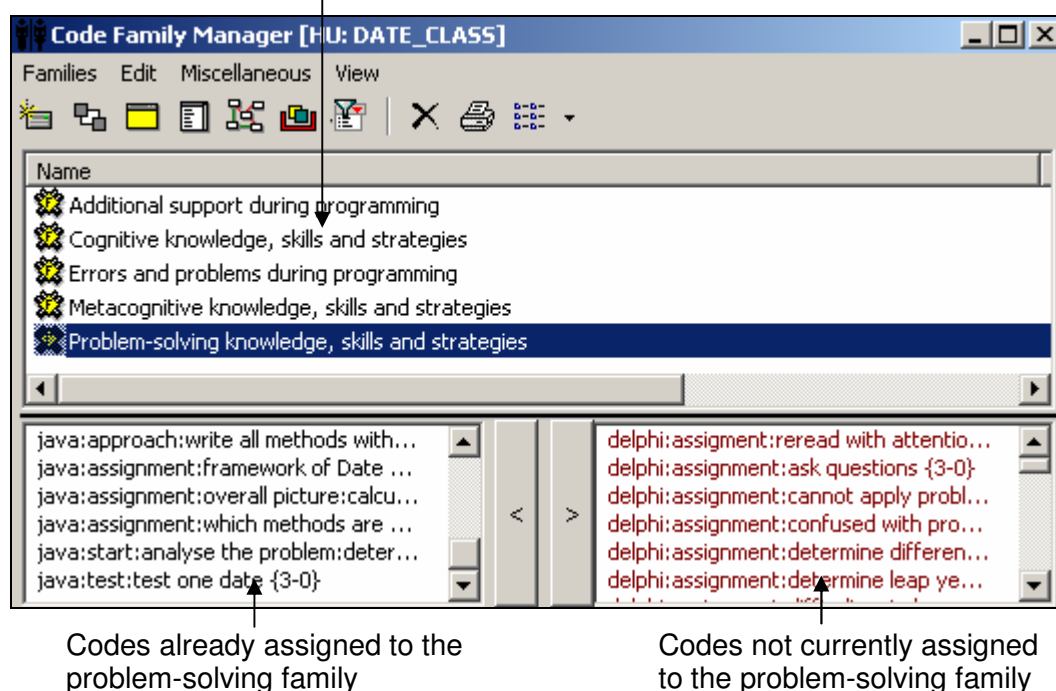 Code Family Manager [HU: DATE_CLASS]
Families Edit Miscellaneous View
Name
Additional support during programming
Cognitive knowledge, skills and strategies
Errors and problems during programming
Metacognitive knowledge, skills and strategies
Problem-solving knowledge, skills and strategies
java:approach:write all methods with...
java:assignment:framework of Date ...
java:assignment:overall picture:calcu...
java:assignment:which methods are ...
java:start:analyse the problem:deter...
java:test:test one date {3-0}
< >
delphi:assigment:reread with attentio...
delphi:assignment:ask questions {3-0}
delphi:assignment:cannot apply probl...
delphi:assignment:confused with pro...
delphi:assignment:determine differen...
delphi:assignment:determine leap ye...
Codes already assigned to the
problem-solving family
Codes not currently assigned
to the problem-solving family